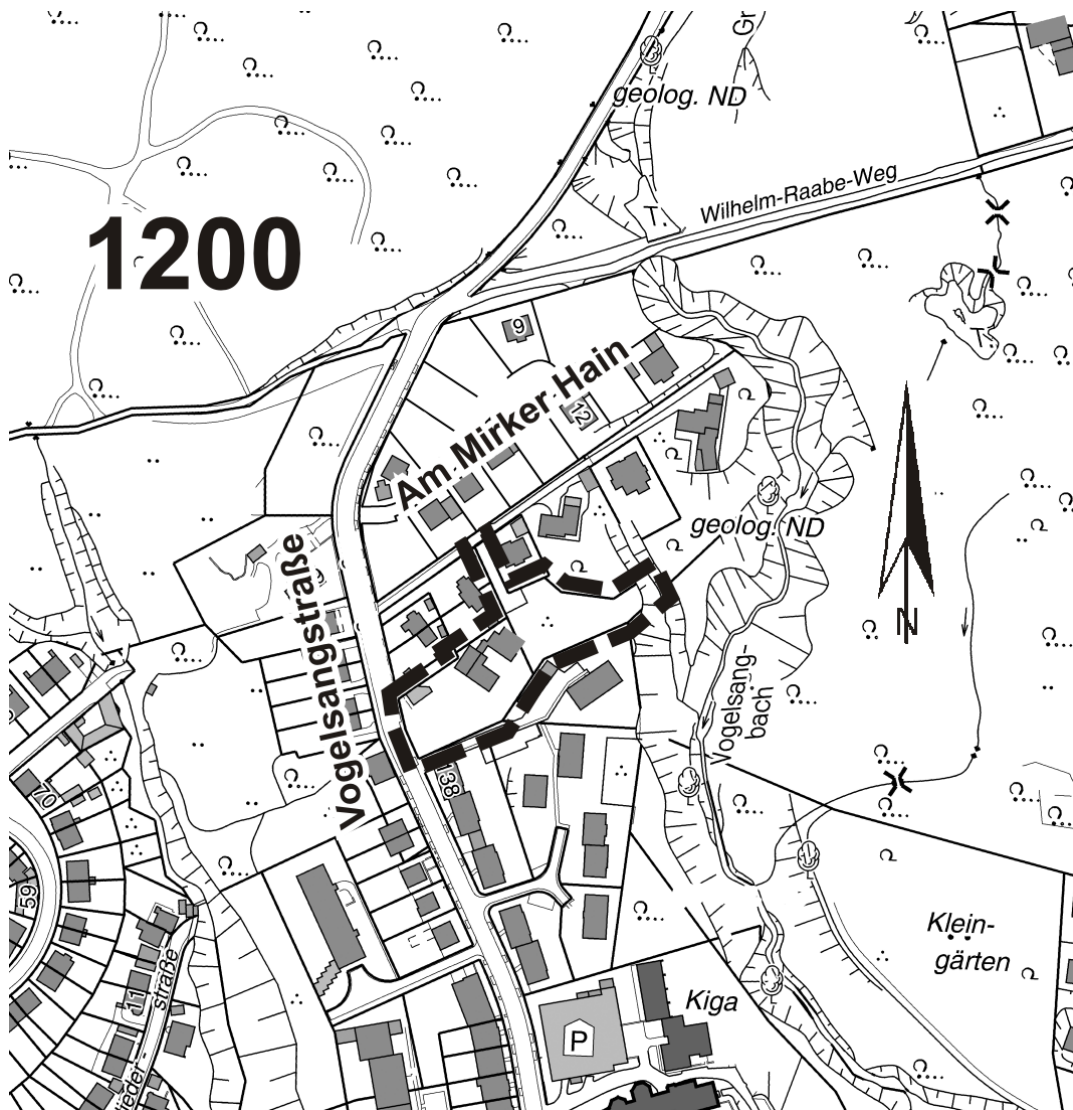 geolog. ND
Wilhelm-Raabe-Weg
1200
9
Am Mirker Hain
12
geolog. ND
Vogelsangstraße
N
Vogelsang-
bach
138
70
59
11
straße
Klein-
gärten
Kiga
P